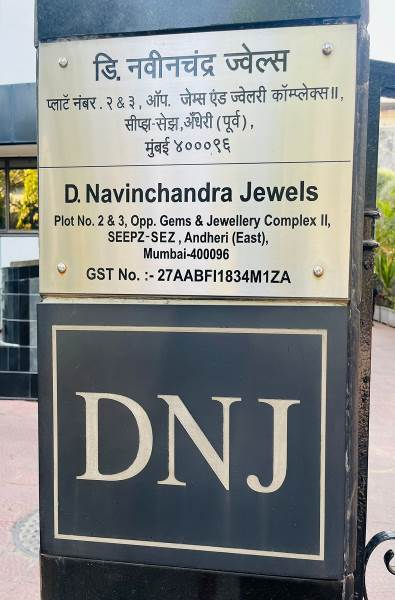 डि. नवीनचंद्र ज्वेल्स
प्लाटॅ नंबर . २ & ३, ऑप. जेम्स एंड ज्वेलरी कॉम्प्लेक्स॥,
सीप्झ-सेझ,अँधेरी (पूर्व) ,
मुंबई ४०००९६
D. Navinchandra Jewels
Plot No. 2 & 3, Opp. Gems & Jewellery Complex II,
SEEPZ-SEZ , Andheri (East),
Mumbai-400096
GST No. :- 27AABFI1834M1ZA
DNJ